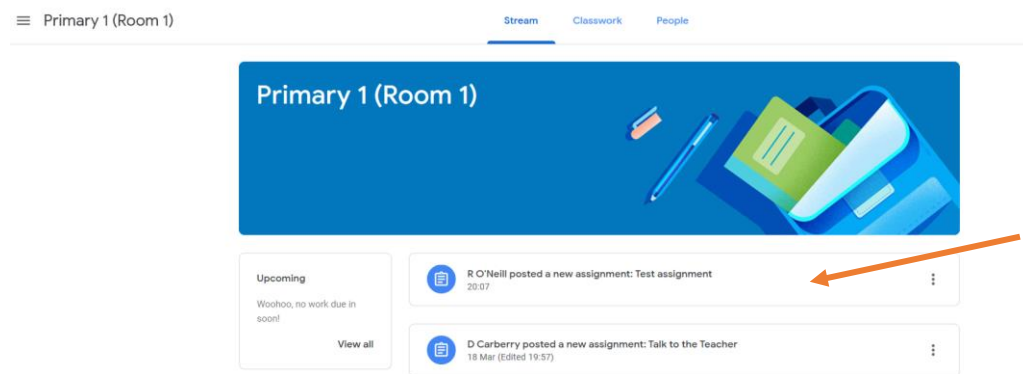 Primary 1 (Room 1)
Stream Classwork People
Primary 1 (Room 1)
Upcoming
Woohoo, no work due in
soon!
View all
R O'Neill posted a new assignment: Test assignment
20:07
D Carberry posted a new assignment: Talk to the Teacher
18 Mar (Edited 19:57)